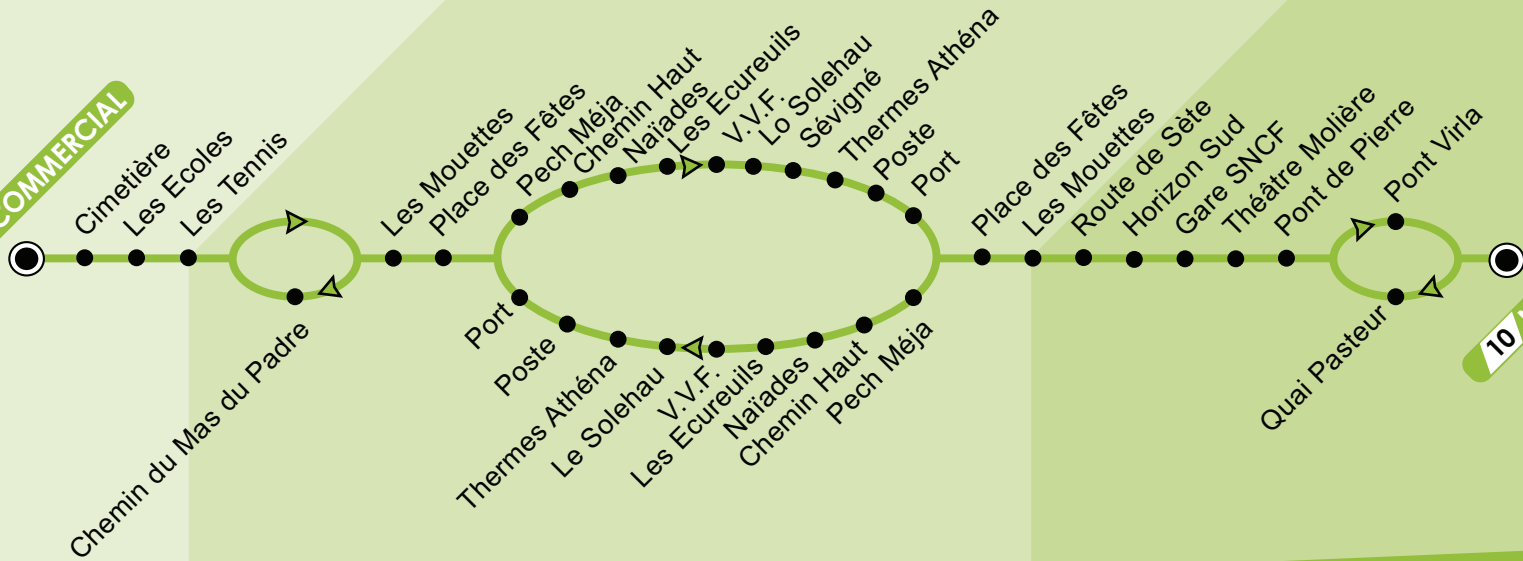 COMMERCIAL
Cimetière
Les Ecoles
Les Tennis
Chemin du Mas du Padre
Les Mouettes
Place des Fêtes
Pech Méja
Chemin Haut
Naïades
Les Ecureuils
V.V.F.
Lo Solehau
Sévigné
Thermes Athéna
Poste
Port
Port
Poste
Thermes Athéna
Le Solehau
V.V.F.
Les Ecureuils
Naïades
Chemin Haut
Pech Méja
Place des Fêtes
Les Mouettes
Route de Sète
Horizon Sud
Gare SNCF
Théâtre Molière
Pont de Pierre
Pont Virla
Quai Pasteur
10